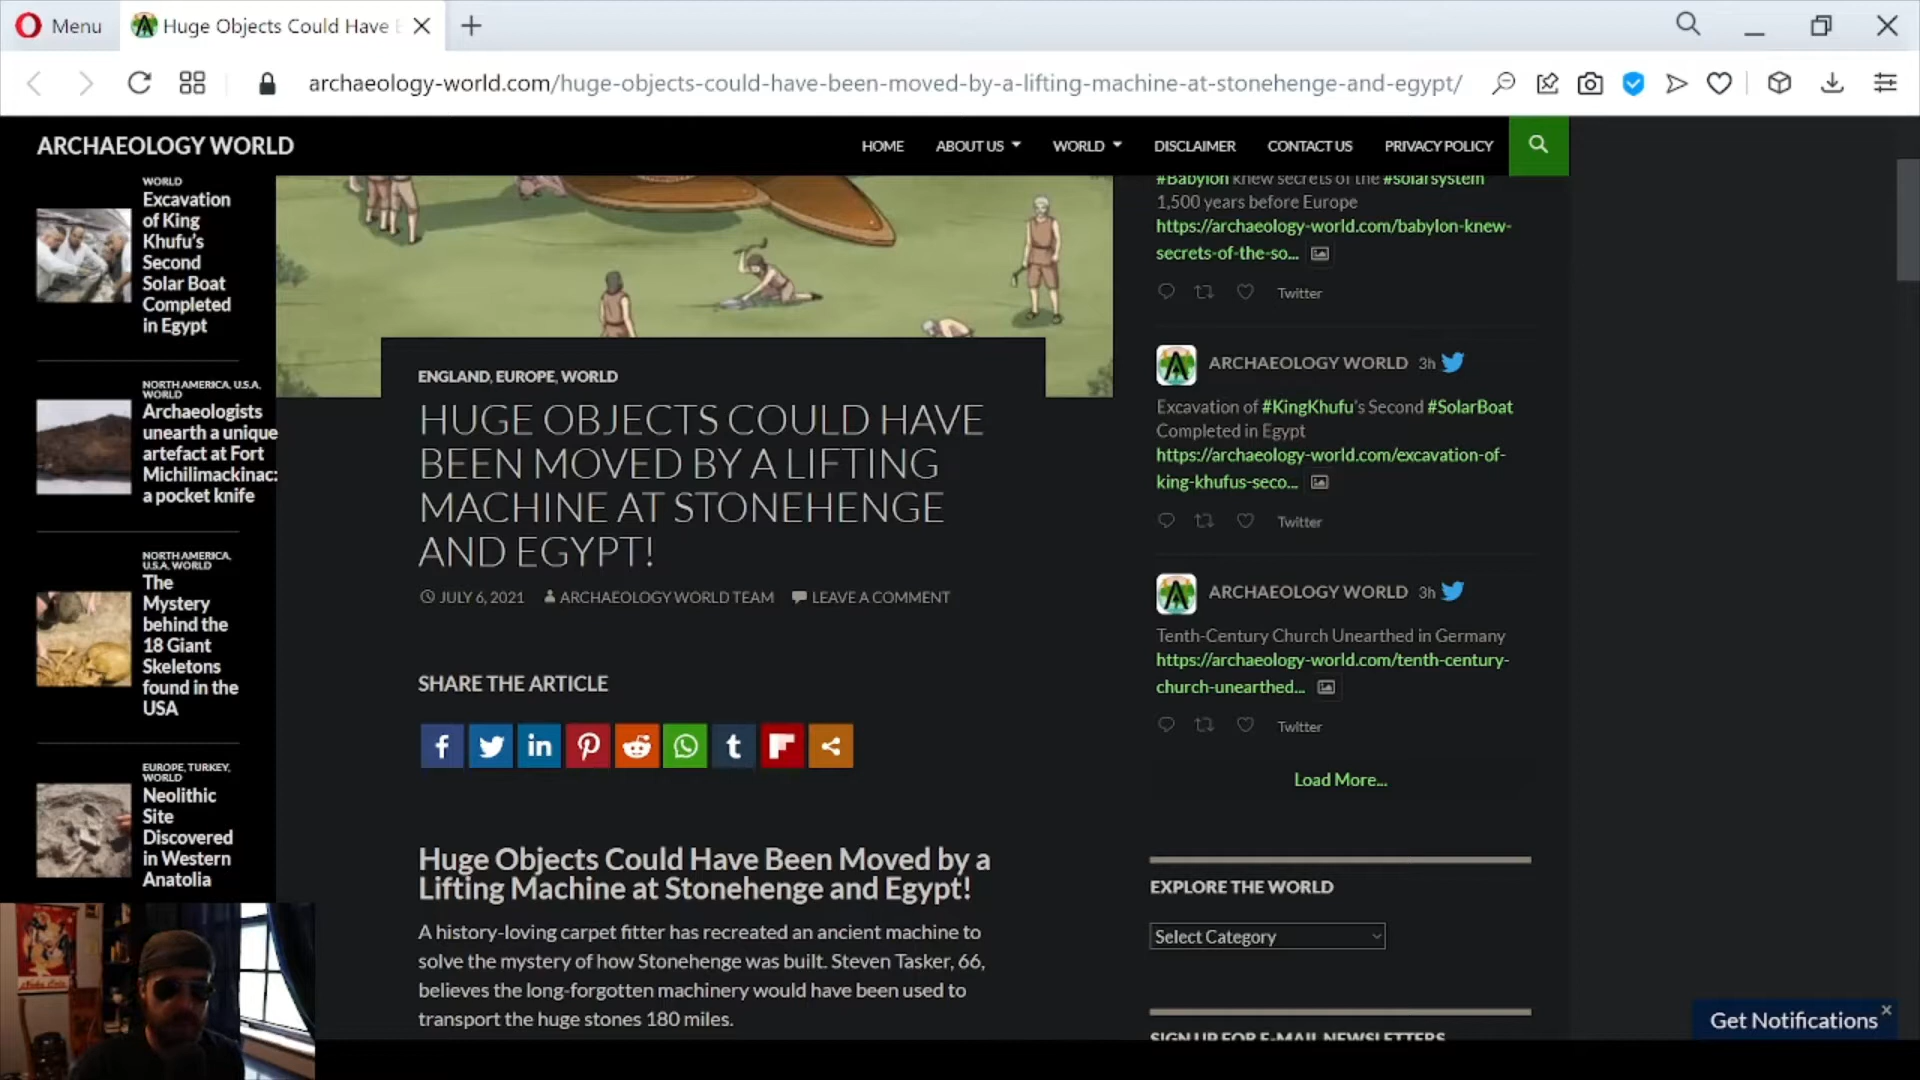 Menu
Huge Objects Could Have
archaeology-world.com/huge-objects-could-have-been-moved-by-a-lifting-machine-at-stonehenge-and-egypt/
ARCHAEOLOGY WORLD
HOME
ABOUT US
WORLD
DISCLAIMER
CONTACT US
PRIVACY POLICY
WORLD
Excavation
of King
Khufu's
Second
Solar Boat
Completed
in Egypt
NORTH AMERICA, U.S.A,
WORLD
Archaeologists
unearth a unique
artefact at Fort
Michilimackinac:
a pocket knife
NORTH AMERICA,
U.S.A, WORLD
The
Mystery
behind the
18 Giant
Skeletons
found in the
USA
EUROPE, TURKEY,
WORLD
Neolithic
Site
Discovered
in Western
Anatolia
ENGLAND, EUROPE, WORLD
HUGE OBJECTS COULD HAVE
BEEN MOVED BY A LIFTING
MACHINE AT STONEHENGE
AND EGYPT!
JULY 6, 2021
ARCHAEOLOGY WORLD TEAM
LEAVE A COMMENT
SHARE THE ARTICLE
Huge Objects Could Have Been Moved by a
Lifting Machine at Stonehenge and Egypt!
A history-loving carpet fitter has recreated an ancient machine to
solve the mystery of how Stonehenge was built. Steven Tasker, 66,
believes the long-forgotten machinery would have been used to
transport the huge stones 180 miles.
#Babylon knew secrets of the #solarsystem
1,500 years before Europe
https://archaeology-world.com/babylon-knew-
secrets-of-the-so...
Twitter
ARCHAEOLOGY WORLD 3h
Excavation of #KingKhufu's Second #SolarBoat
Completed in Egypt
https://archaeology-world.com/excavation-of-
king-khufus-seco...
Twitter
ARCHAEOLOGY WORLD 3h
Tenth-Century Church Unearthed in Germany
https://archaeology-world.com/tenth-century-
church-unearthed...
Twitter
Load More...
EXPLORE THE WORLD
Select Category
SIGN UP FOR E-MAIL NEWSLETTERS
Get Notifications